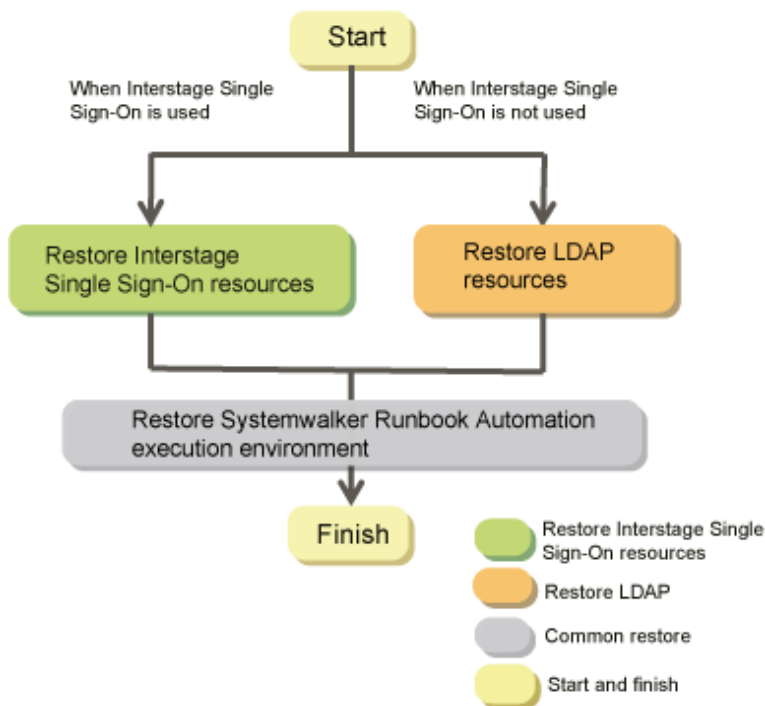 Start
When Interstage Single
Sign-On is used
When Interstage Single
Sign-On is not used
Restore Interstage
Single Sign-On resources
Restore LDAP
resources
Restore Systemwalker Runbook Automation
execution environment
Finish
Restore Interstage Single
Sign-On resources
Restore LDAP
Common restore
Start and finish